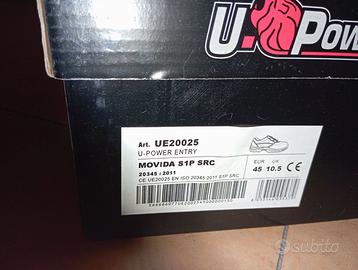 U-Power
Art. UE20025
U-POWER ENTRY
MOVIDA S1P SRC
20345 : 2011
CE UE20025 EN ISO 20345:2011 S1P SRC
EUR UK
45 10.5 CE
subito